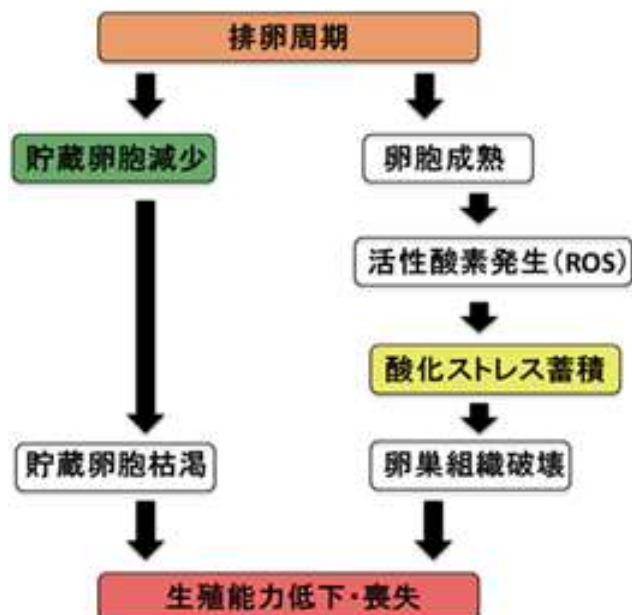 排卵周期
貯蔵卵胞減少
卵胞成熟
活性酸素発生(ROS)
酸化ストレス蓄積
貯蔵卵胞枯渇
卵巣組織破壊
生殖能力低下・喪失